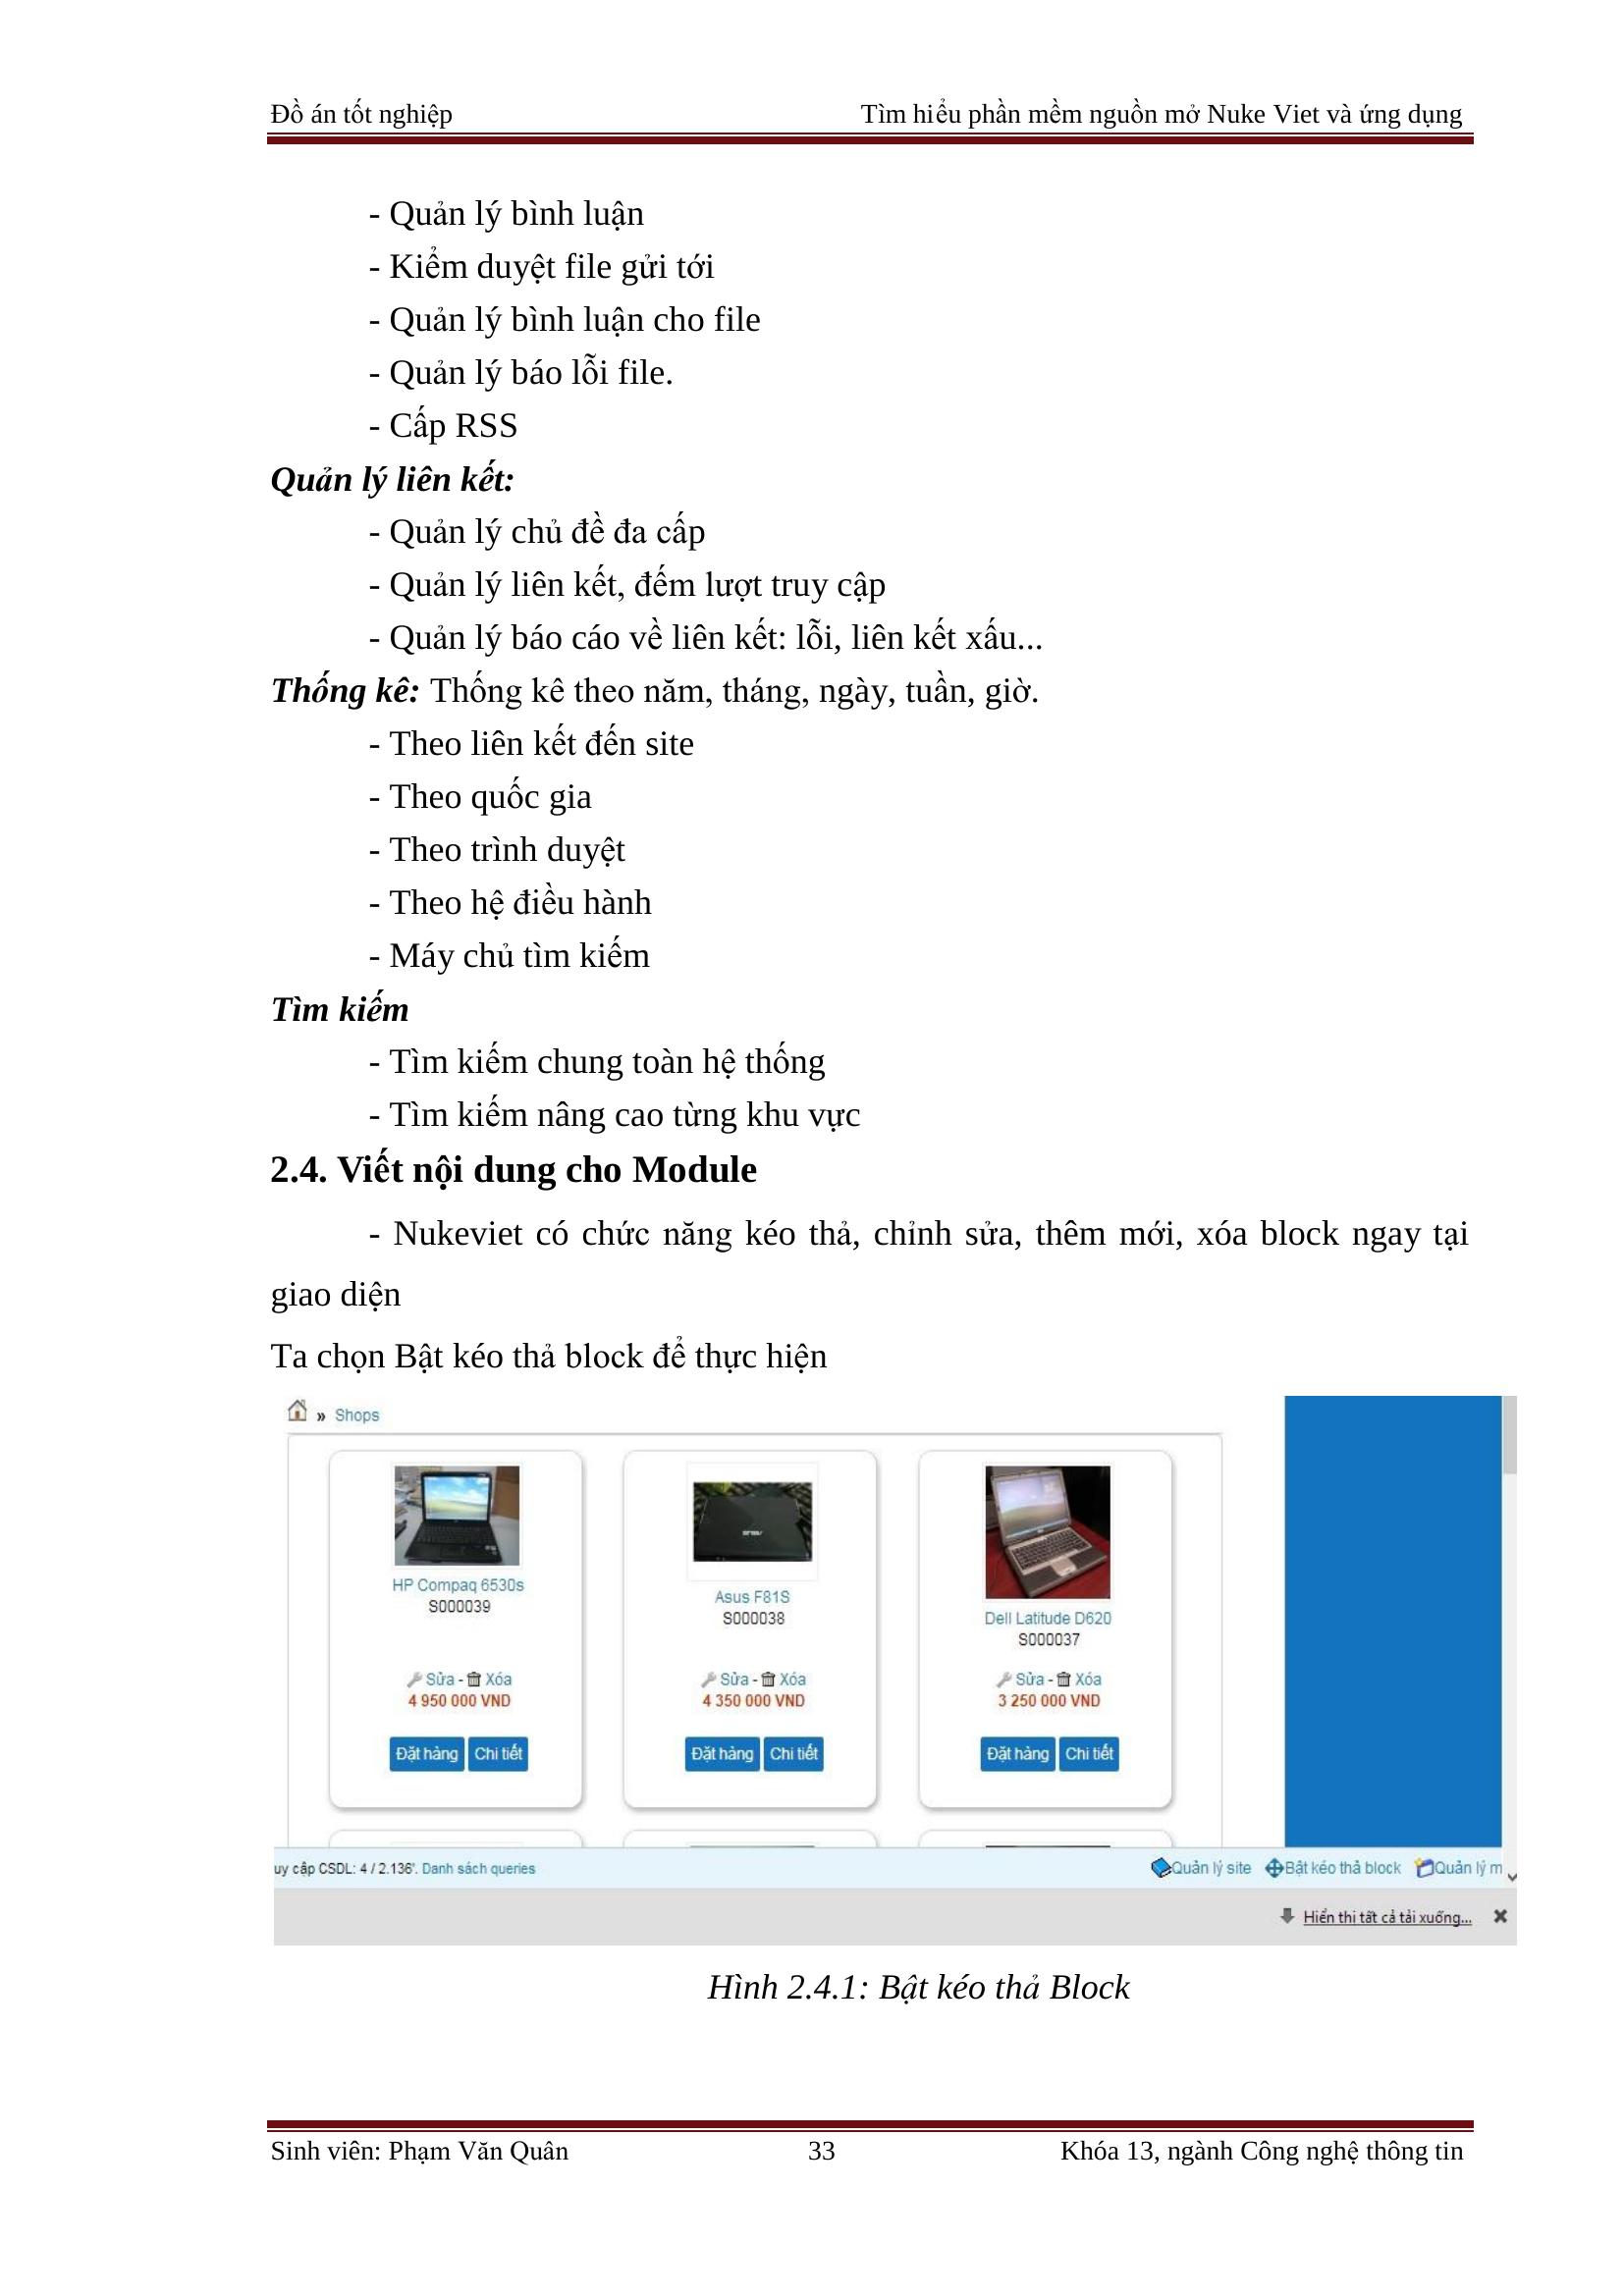 Đồ án tốt nghiệp Tìm hiểu phần mềm nguồn mở Nuke Viet và ứng dụng
- Quản lý bình luận
- Kiểm duyệt file gửi tới
- Quản lý bình luận cho file
- Quản lý báo lỗi file.
- Cấp RSS
Quản lý liên kết:
- Quản lý chủ đề đa cấp
- Quản lý liên kết, đếm lượt truy cập
- Quản lý báo cáo về liên kết: lỗi, liên kết xấu...
Thống kê: Thống kê theo năm, tháng, ngày, tuần, giờ.
- Theo liên kết đến site
- Theo quốc gia
- Theo trình duyệt
- Theo hệ điều hành
- Máy chủ tìm kiếm
Tìm kiếm
- Tìm kiếm chung toàn hệ thống
- Tìm kiếm nâng cao từng khu vực
2.4. Viết nội dung cho Module
- Nukeviet có chức năng kéo thả, chỉnh sửa, thêm mới, xóa block ngay tại
giao diện
Ta chọn Bật kéo thả block để thực hiện
» Shops
HP Compaq 6530s
S000039
Sửa - Xóa
4 950 000 VND
Đặt hàng Chi tiết
ASUS
Asus F81S
S000038
Sửa - Xóa
4 350 000 VND
Đặt hàng Chi tiết
Dell Latitude D620
S000037
Sửa - Xóa
3 250 000 VND
Đặt hàng Chi tiết
uy cập CSDL: 4 / 2.136'. Danh sách queries Quản lý site Bật kéo thả block Quản lý m
Hiển thị tất cả tải xuống...
Hình 2.4.1: Bật kéo thả Block
Sinh viên: Phạm Văn Quân 33 Khóa 13, ngành Công nghệ thông tin